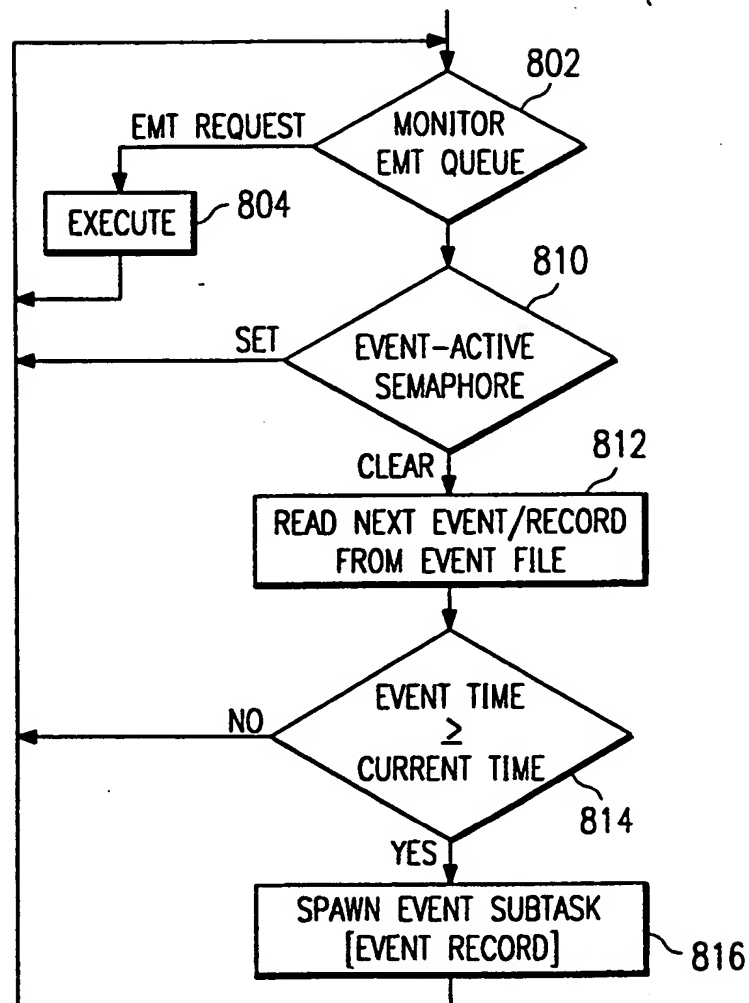 802
MONITOR
EMT QUEUE
EMT REQUEST
EXECUTE
804
810
EVENT-ACTIVE
SEMAPHORE
SET
CLEAR
812
READ NEXT EVENT/RECORD
FROM EVENT FILE
EVENT TIME
≥
CURRENT TIME
NO
814
YES
SPAWN EVENT SUBTASK
[EVENT RECORD]
816